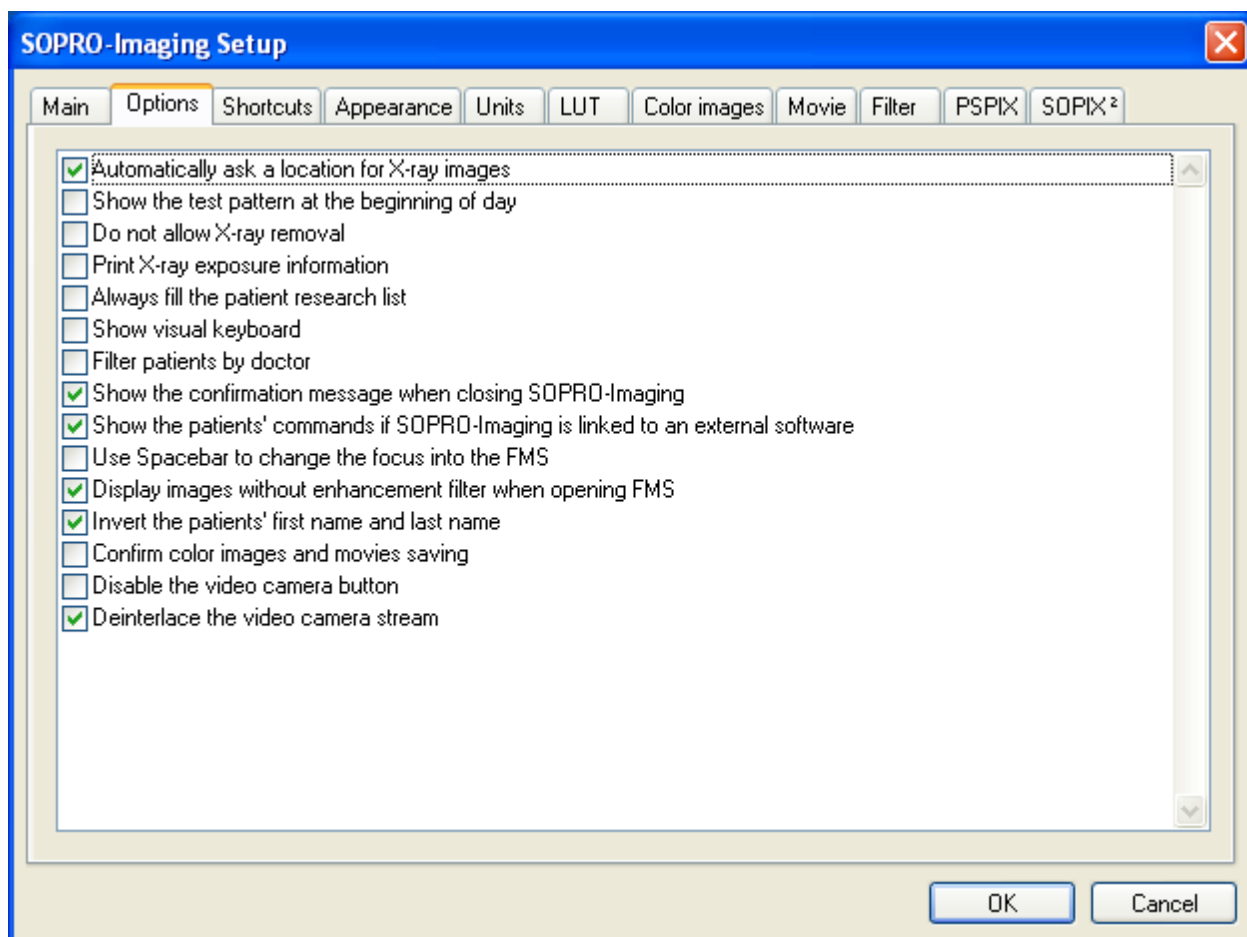 SOPRO-Imaging Setup
Main Options Shortcuts Appearance Units LUT Color images Movie Filter PSPIX SOPIX²
Automatically ask a location for X-ray images
Show the test pattern at the beginning of day
Do not allow X-ray removal
Print X-ray exposure information
Always fill the patient research list
Show visual keyboard
Filter patients by doctor
Show the confirmation message when closing SOPRO-Imaging
Show the patients' commands if SOPRO-Imaging is linked to an external software
Use Spacebar to change the focus into the FMS
Display images without enhancement filter when opening FMS
Invert the patients' first name and last name
Confirm color images and movies saving
Disable the video camera button
Deinterlace the video camera stream
OK Cancel